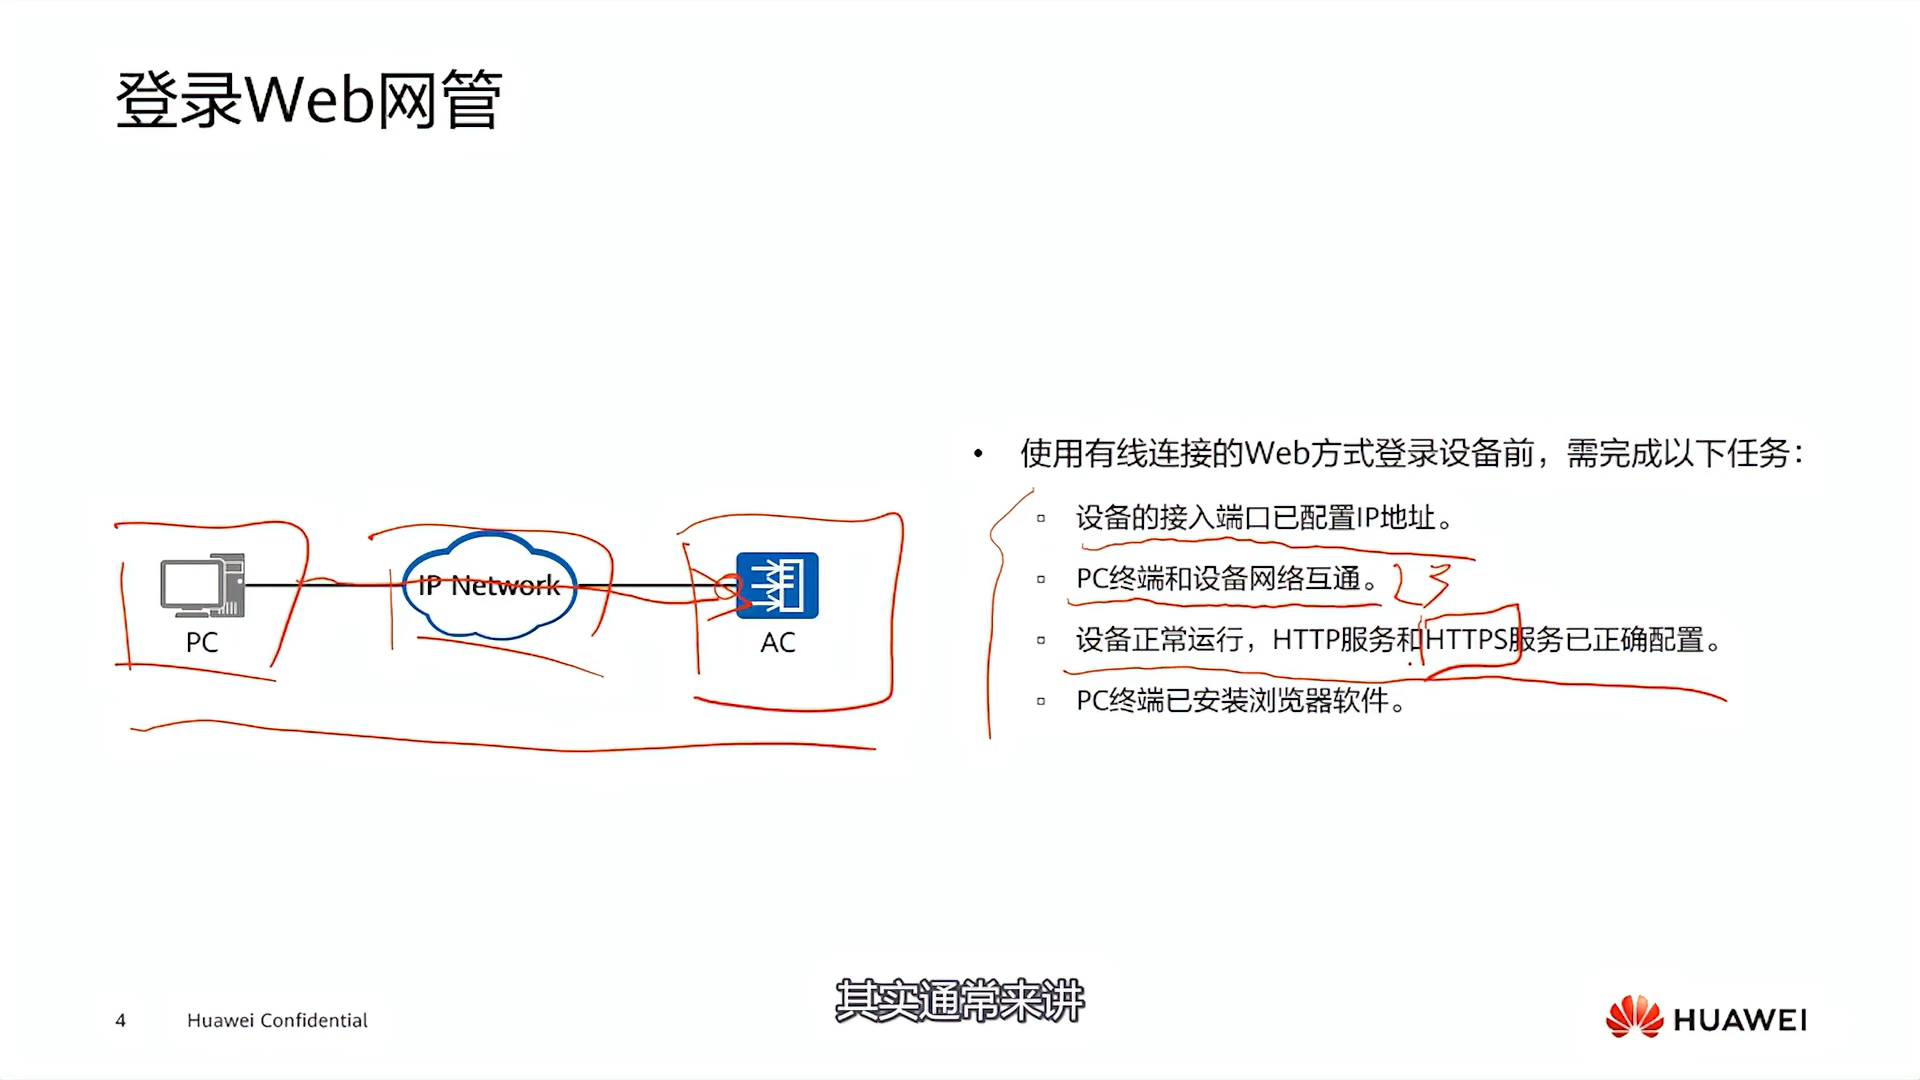 登录Web网管
使用有线连接的Web方式登录设备前，需完成以下任务：
设备的接入端口已配置IP地址。
PC终端和设备网络互通。 23
设备正常运行，HTTP服务和HTTPS服务已正确配置。
PC终端已安装浏览器软件。
IP Network
PC
AC
其实通常来讲
4
Huawei Confidential
HUAWEI